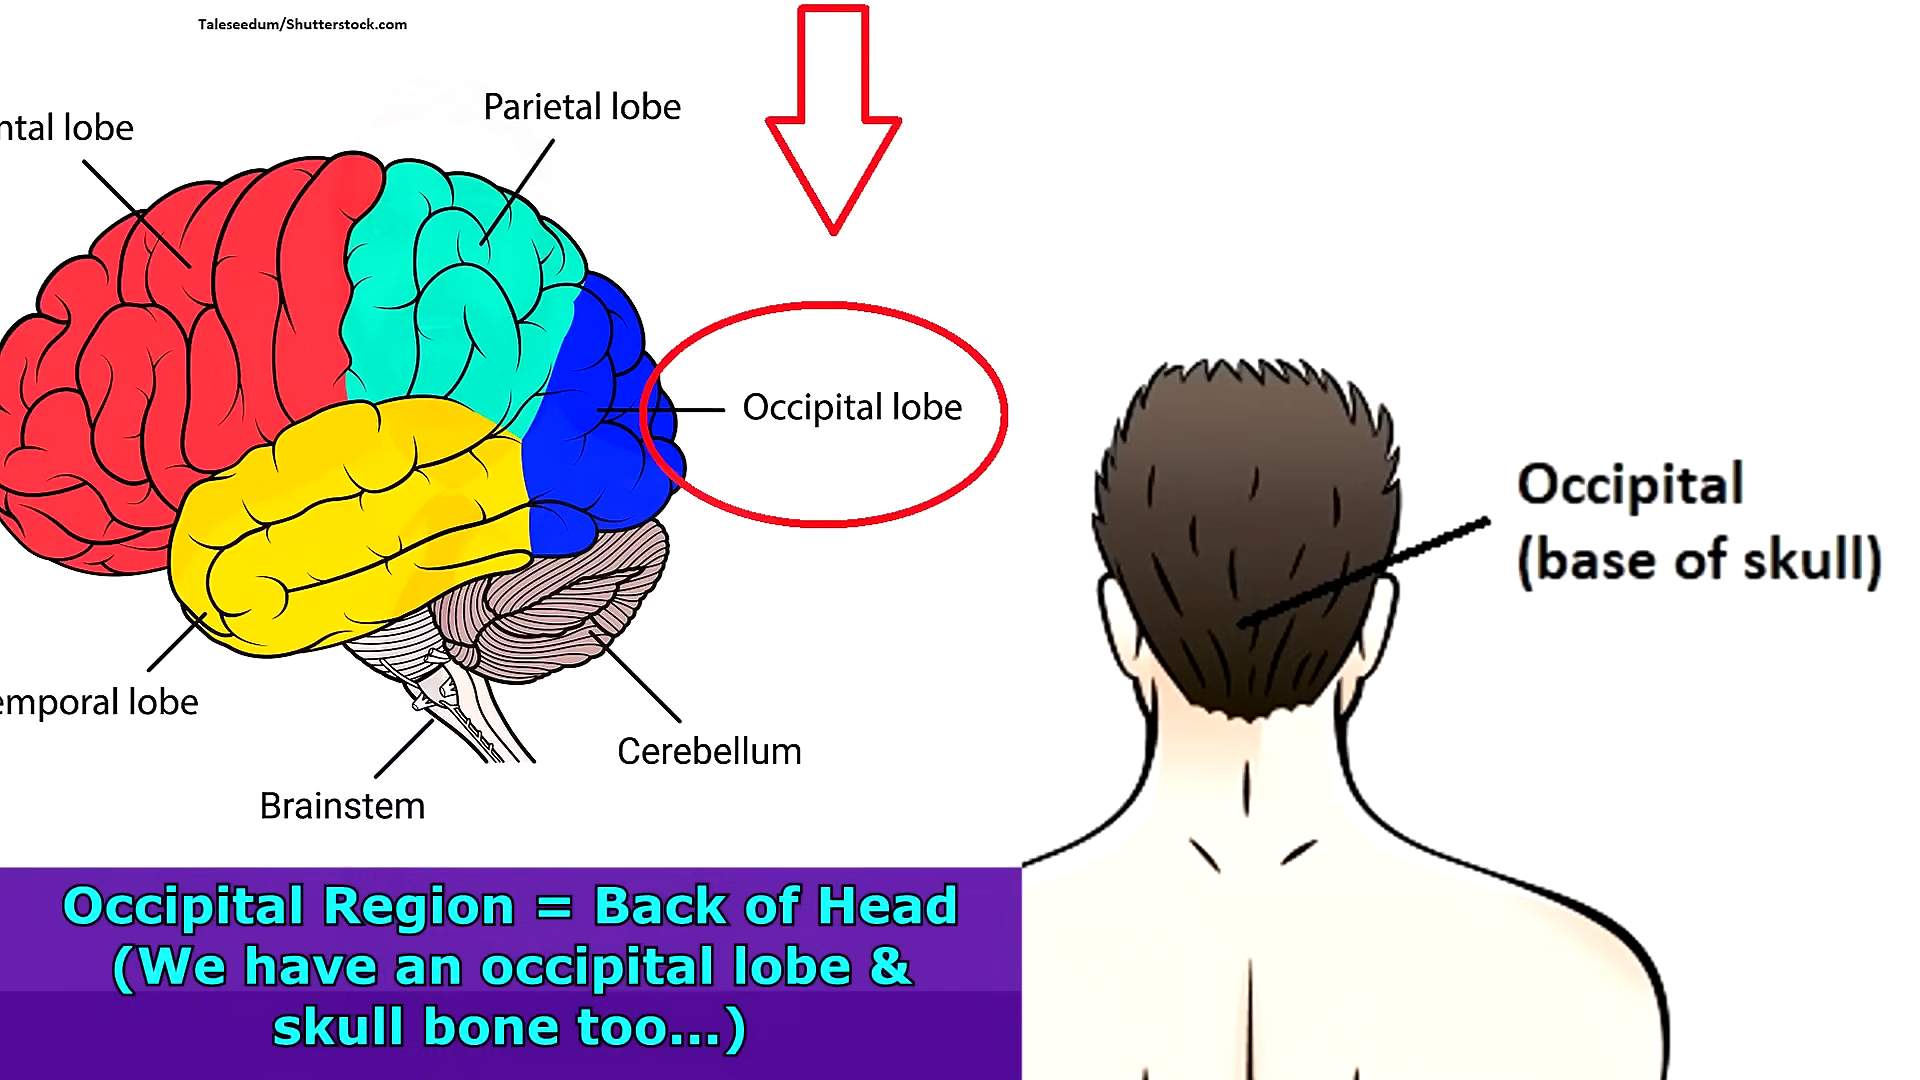 Taleseedum/Shutterstock.com
Parietal lobe
ntal lobe
Occipital lobe
emporal lobe
Cerebellum
Brainstem
Occipital
(base of skull)
Occipital Region = Back of Head
(We have an occipital lobe &
skull bone too...)